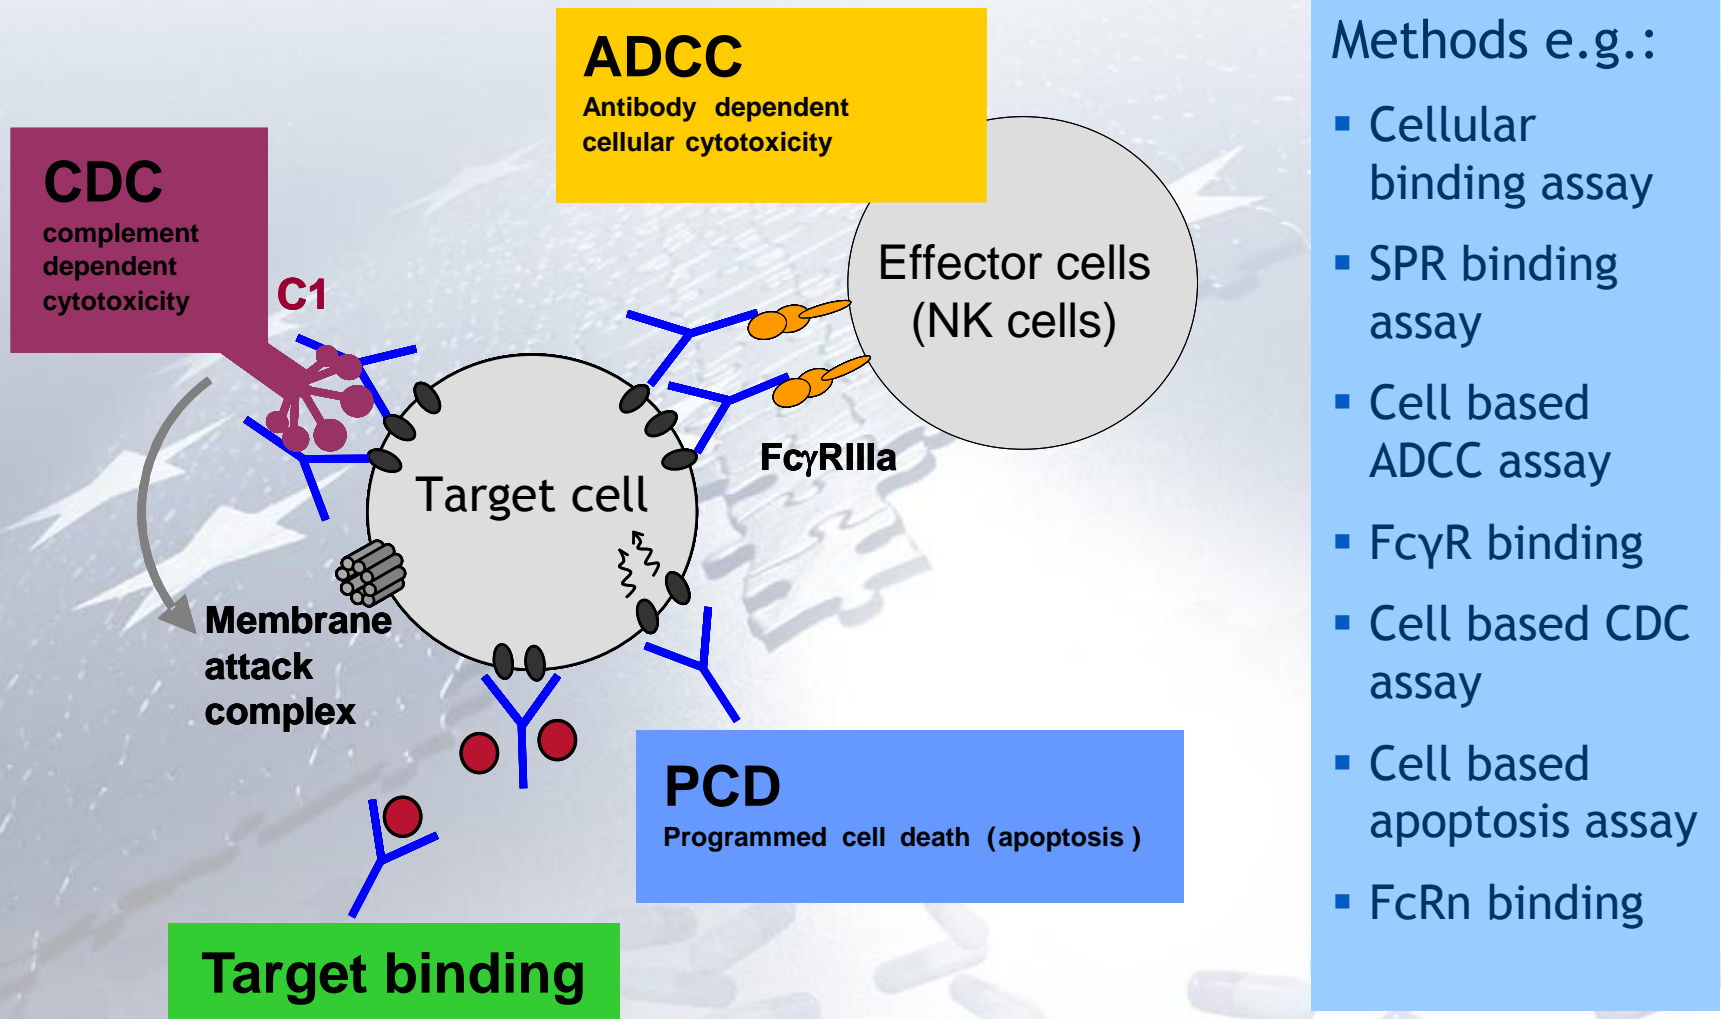 ADCC
Antibody dependent
cellular cytotoxicity
CDC
complement
dependent
cytotoxicity
C1
Effector cells
(NK cells)
FcγRIIIa
Target cell
Membrane
attack
complex
PCD
Programmed cell death (apoptosis )
Target binding
Methods e.g.:
▪ Cellular
binding assay
▪ SPR binding
assay
▪ Cell based
ADCC assay
▪ FcγR binding
▪ Cell based CDC
assay
▪ Cell based
apoptosis assay
▪ FcRn binding